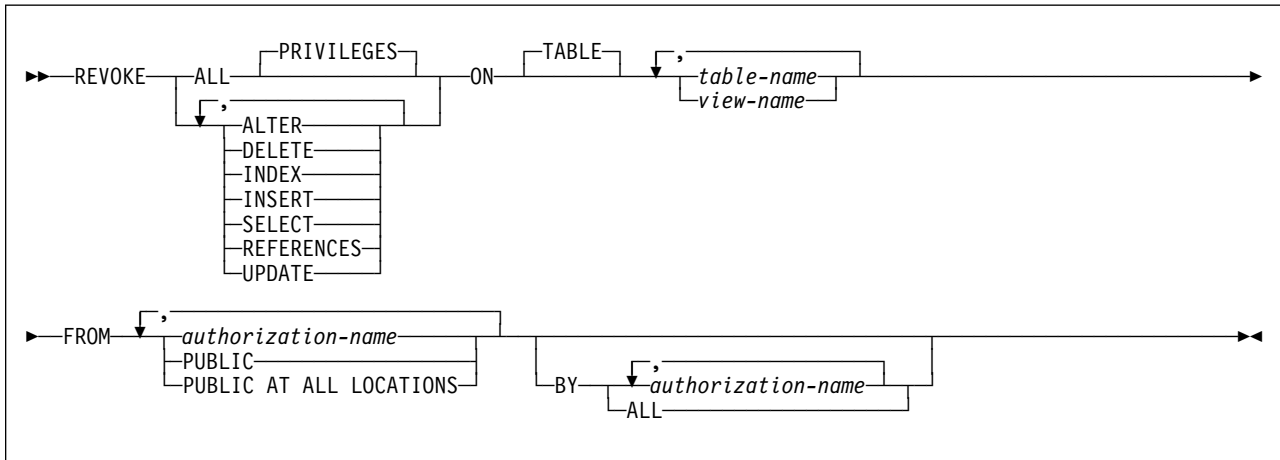 PRIVILEGES TABLE ,
REVOKE ALL ON table-name
, view-name
ALTER
DELETE
INDEX
INSERT
SELECT
REFERENCES
UPDATE
,
FROM authorization-name ,
PUBLIC BY authorization-name
PUBLIC AT ALL LOCATIONS ALL